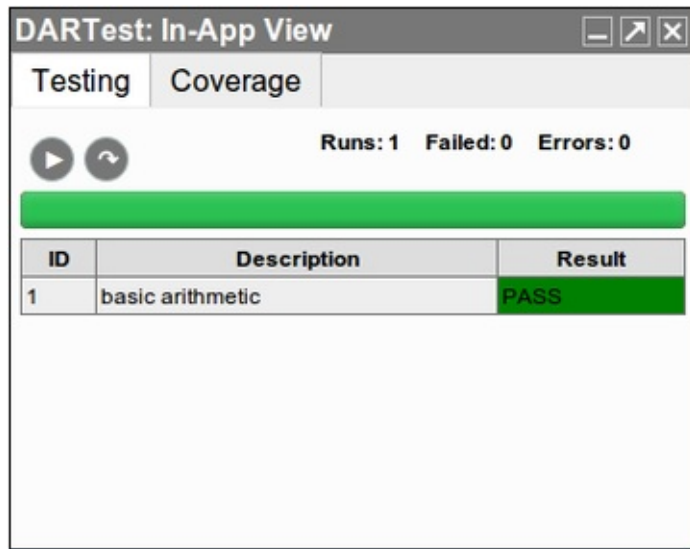 DARTest: In-App View
Testing Coverage
Runs: 1 Failed: 0 Errors: 0
ID Description Result
1 basic arithmetic PASS